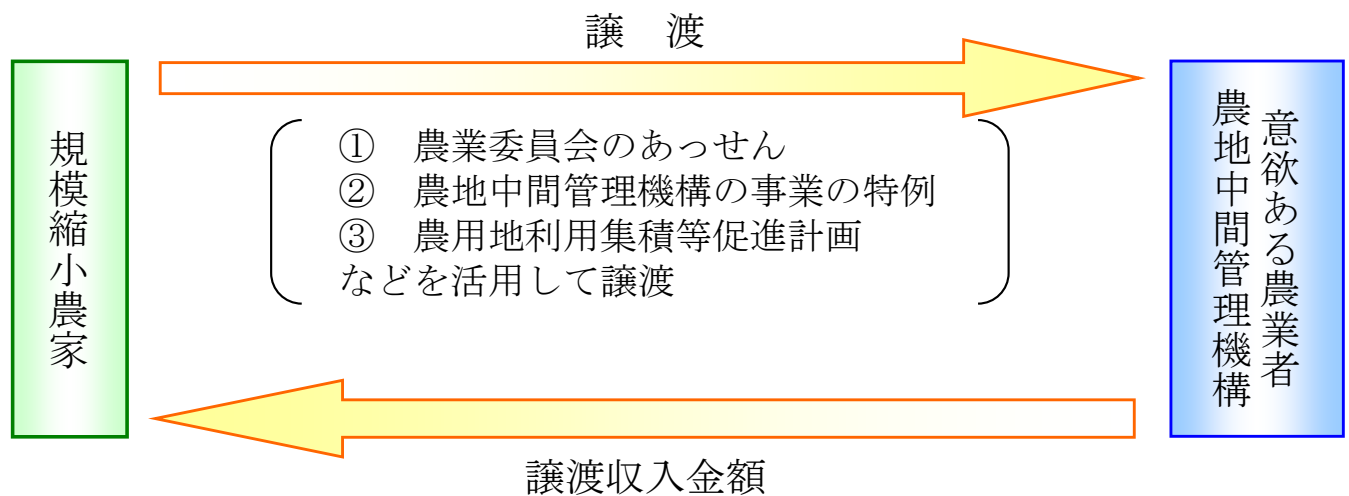 譲　渡
規模縮小農家
①　農業委員会のあっせん
②　農地中間管理機構の事業の特例
③　農用地利用集積等促進計画
などを活用して譲渡
意欲ある農業者
農地中間管理機構
譲渡収入金額